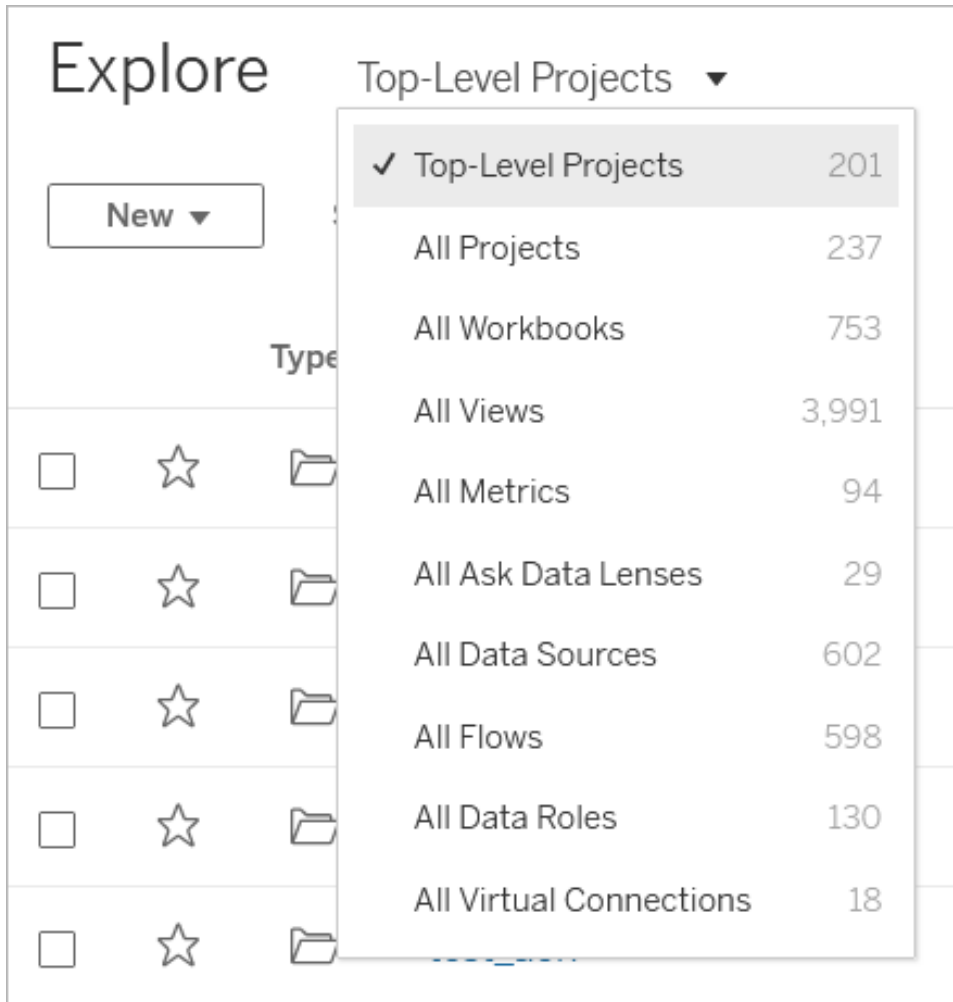 Explore
Top-Level Projects
Top-Level Projects 201
New
All Projects 237
All Workbooks 753
Type
All Views 3,991
All Metrics 94
All Ask Data Lenses 29
All Data Sources 602
All Flows 598
All Data Roles 130
All Virtual Connections 18